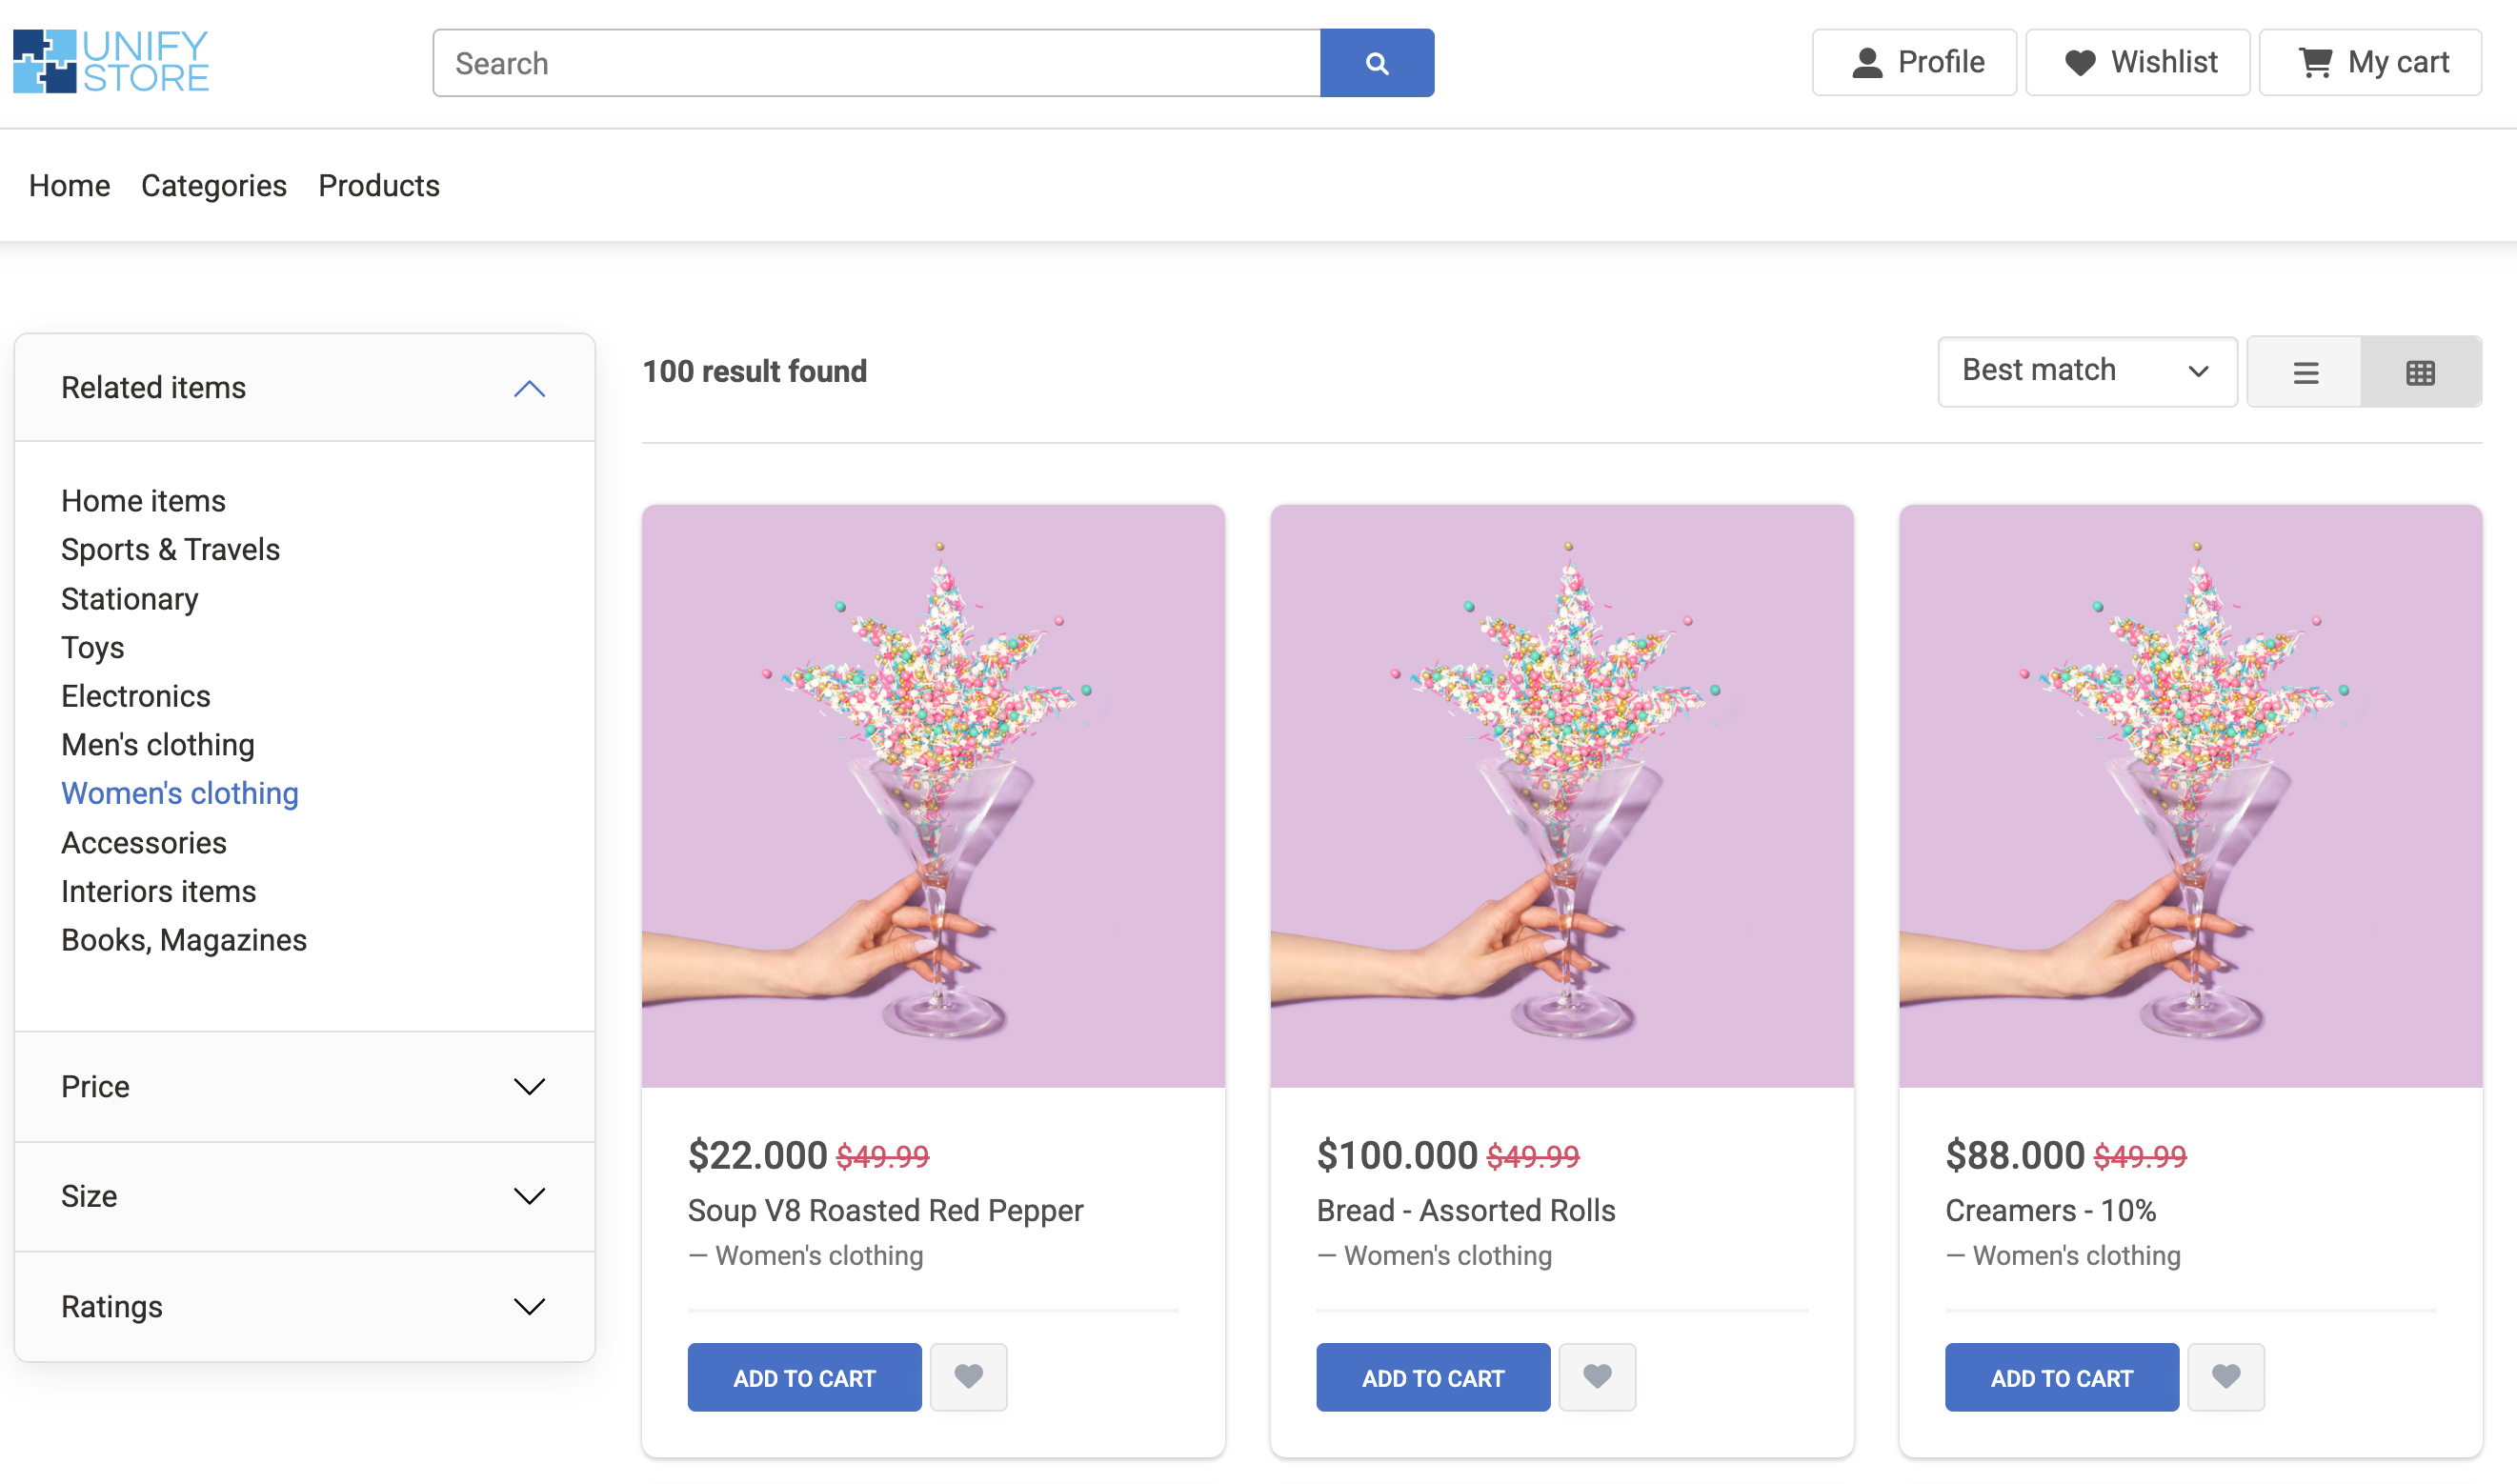 UNIFY
STORE
Search
Profile
Wishlist
My cart
Home
Categories
Products
Related items
Home items
Sports & Travels
Stationary
Toys
Electronics
Men's clothing
Women's clothing
Accessories
Interiors items
Books, Magazines
Price
Size
Ratings
100 result found
Best match
$22.000 $49.99
Soup V8 Roasted Red Pepper
— Women's clothing
ADD TO CART
$100.000 $49.99
Bread - Assorted Rolls
— Women's clothing
ADD TO CART
$88.000 $49.99
Creamers - 10%
— Women's clothing
ADD TO CART